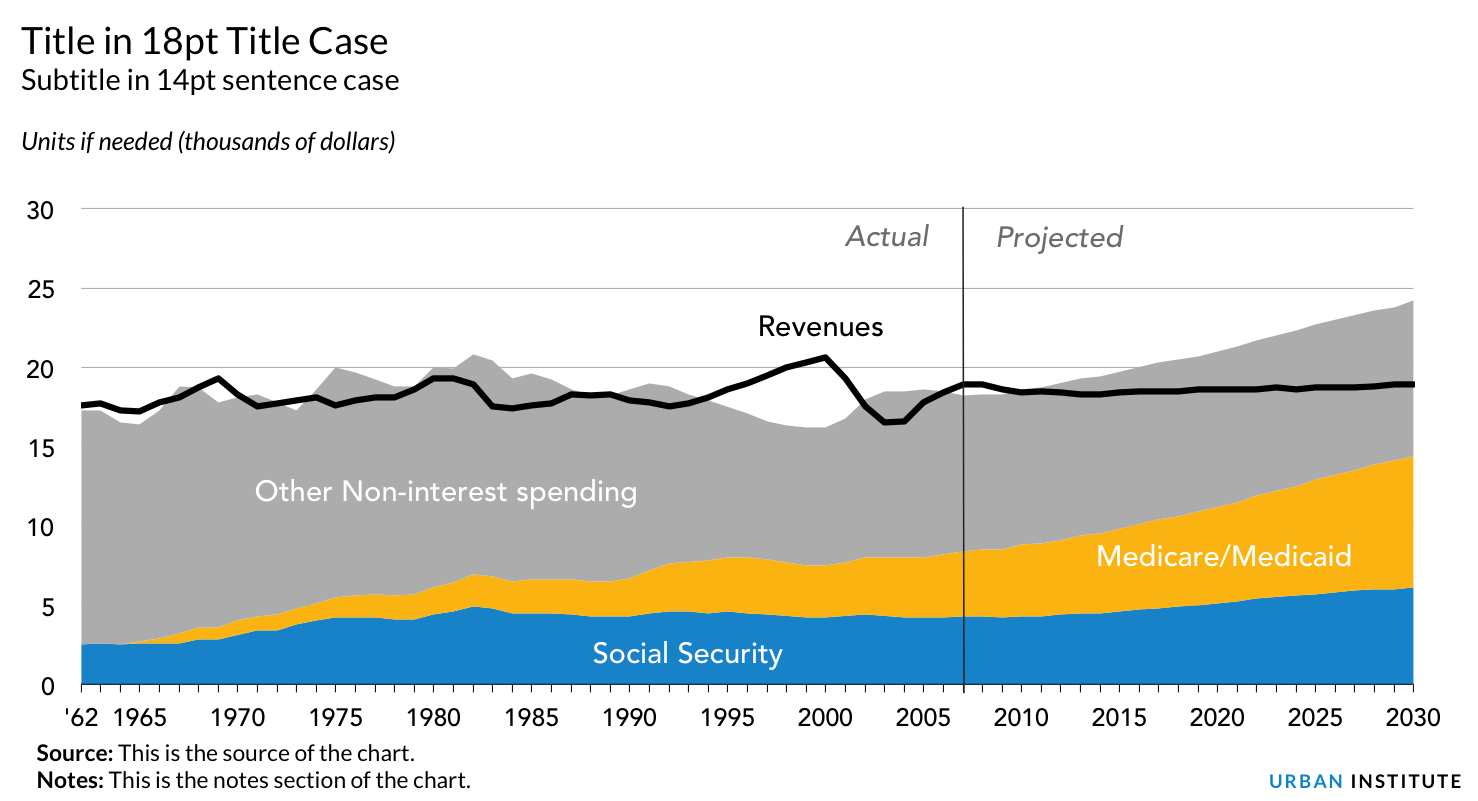 Title in 18pt Title Case
Subtitle in 14pt sentence case
Units if needed (thousands of dollars)
30
Actual Projected
25
Revenues
20
15
Other Non-interest spending
10
Medicare/Medicaid
5
Social Security
0
'62 1965 1970 1975 1980 1985 1990 1995 2000 2005 2010 2015 2020 2025 2030
Source: This is the source of the chart.
Notes: This is the notes section of the chart.
URBAN INSTITUTE